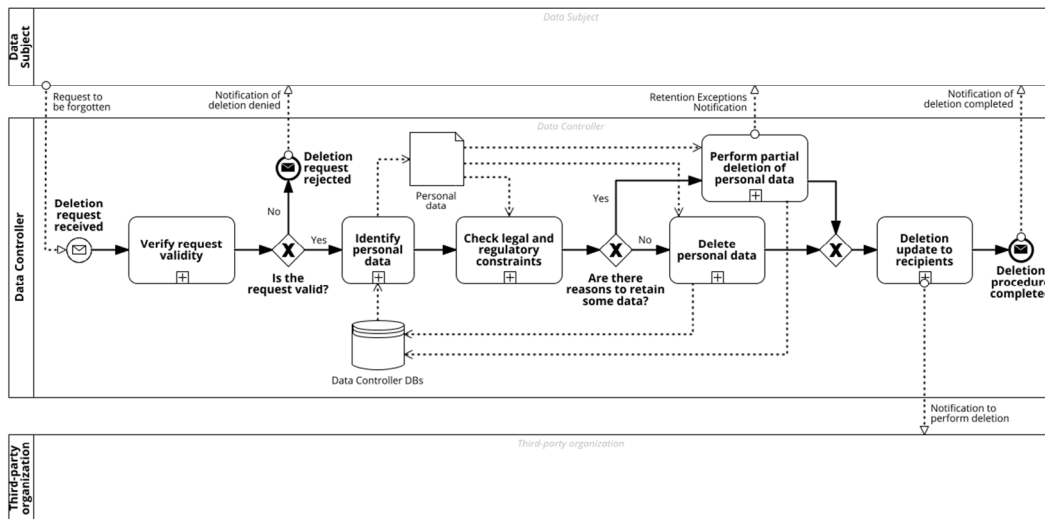 Data Subject
Data
Subject
Request to
be forgotten
Notification of
deletion denied
Retention Exceptions
Notification
Notification of
deletion completed
Data Controller
Data Controller
Deletion
request
received
Verify request
validity
Deletion
request
rejected
No
Yes
Is the
request valid?
Identify
personal
data
Personal
data
Data Controller DBs
Check legal and
regulatory
constraints
Yes
No
Are there
reasons to retain
some data?
Perform partial
deletion of
personal data
Delete
personal data
Deletion
update to
recipients
Deletion
procedure
completed
Notification to
perform deletion
Third-party organization
Third-party
organization